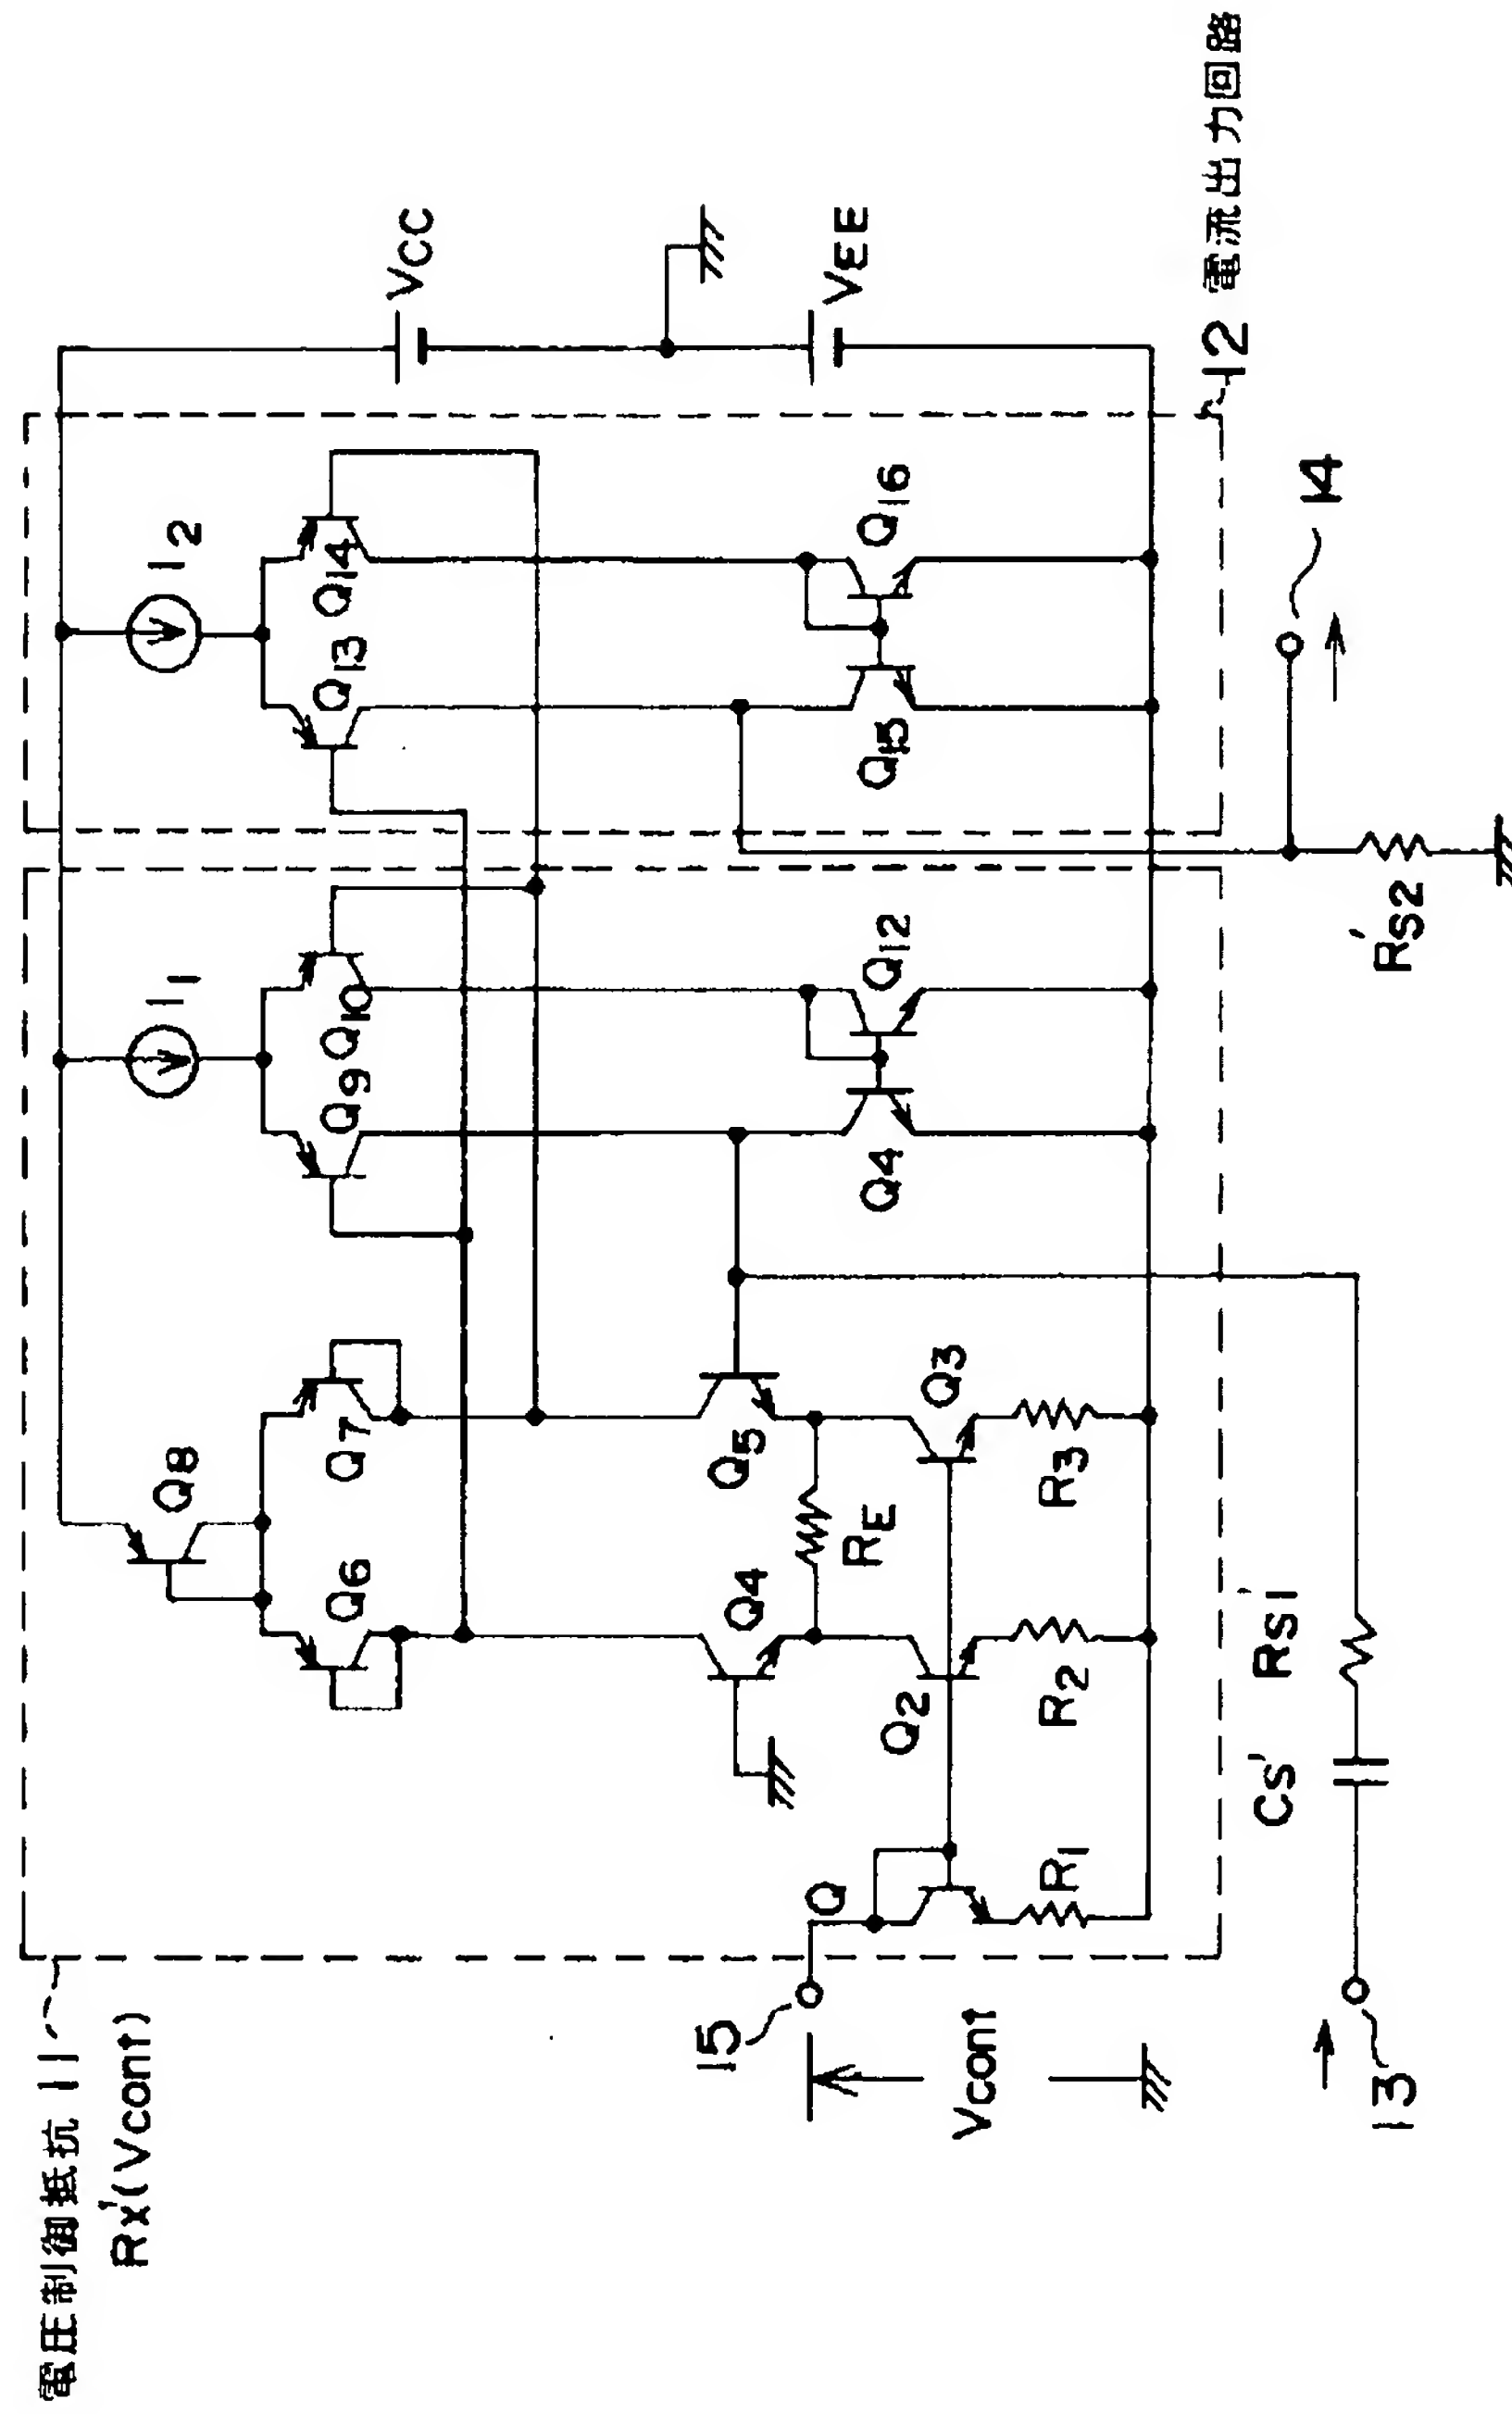 電圧制御抵抗 11
Rx'(Vcont)
Q8
Q6
Q7
I1
Q9
Q10
I2
Q13
Q14
VCC
VEE
15
Q
Q4
RE
Q5
Q4
Q12
Q15
Q16
Vcont
Q2
Q3
R1
R2
R3
12 電流出力回路
13
CS'
RS1'
RS2'
14